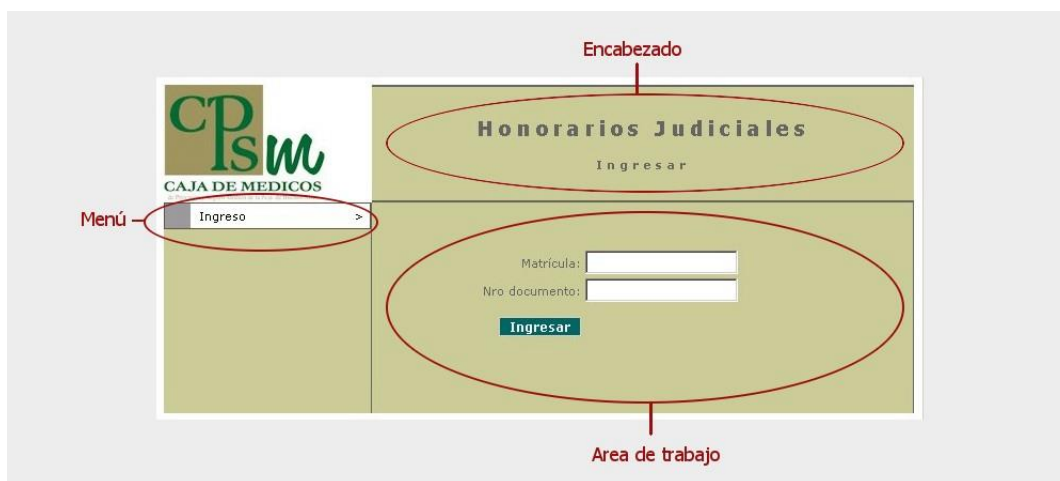 Encabezado
CPSM
CAJA DE MEDICOS
Honorarios Judiciales
Ingresar
Menú
Ingreso >
Matrícula:
Nro documento:
Ingresar
Area de trabajo